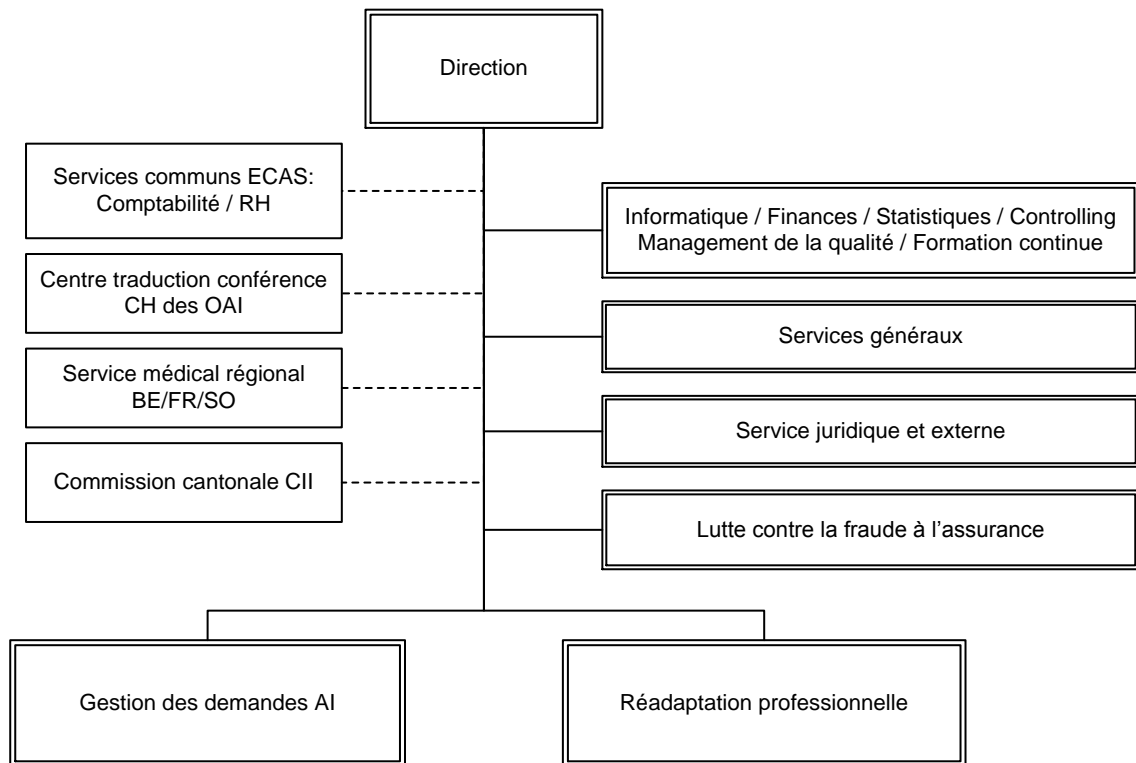 Direction
Services communs ECAS:
Comptabilité / RH
Informatique / Finances / Statistiques / Controlling
Management de la qualité / Formation continue
Centre traduction conférence
CH des OAI
Services généraux
Service médical régional
BE/FR/SO
Service juridique et externe
Commission cantonale CII
Lutte contre la fraude à l’assurance
Gestion des demandes AI
Réadaptation professionnelle